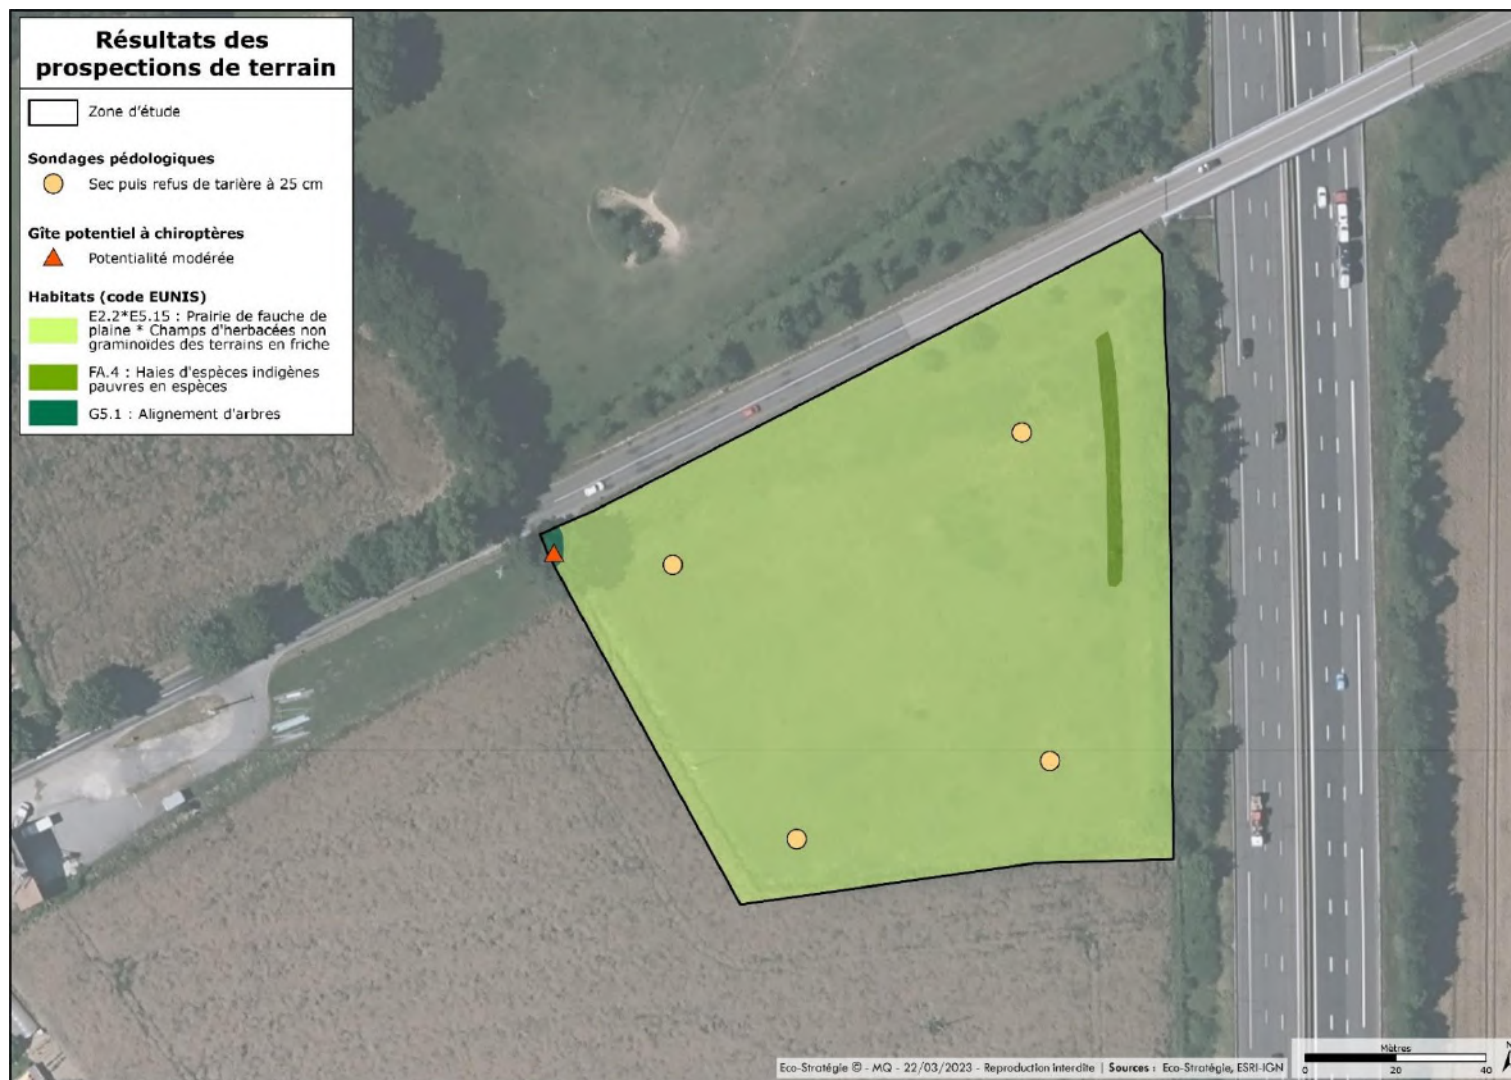 Résultats des
prospections de terrain
Zone d'étude
Sondages pédologiques
Sec puis refus de tarière à 25 cm
Gîte potentiel à chiroptères
Potentialité modérée
Habitats (code EUNIS)
E2.2*E5.15 : Prairie de fauche de
plaine * Champs d'herbacées non
graminoïdes des terrains en friche
FA.4 : Haies d'espèces indigènes
pauvres en espèces
G5.1 : Alignement d'arbres
Eco-Stratégie © - MQ - 22/03/2023 - Reproduction interdite | Sources : Eco-Stratégie, ESRI-IGN
Mètres
0 20 40
N